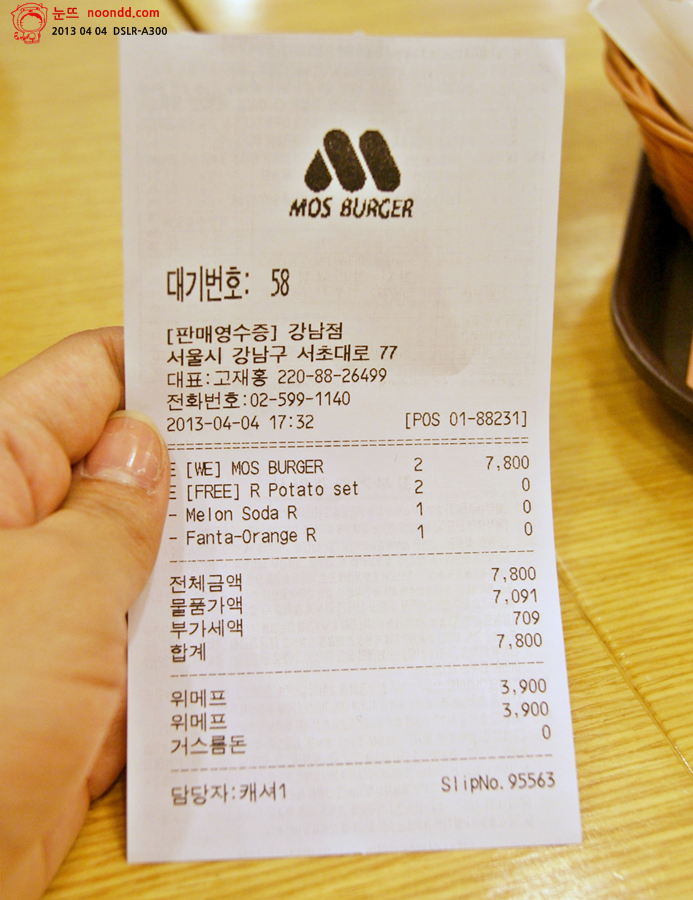 눈뜨 noondd.com
2013 04 04 DSLR-A300
MOS BURGER
대기번호: 58
[판매영수증] 강남점
서울시 강남구 서초대로 77
대표:고재홍 220-88-26499
전화번호:02-599-1140
2013-04-04 17:32 [POS 01-88231]
E [WE] MOS BURGER 2 7,800
E [FREE] R Potato set 2 0
- Melon Soda R 1 0
- Fanta-Orange R 1 0
전체금액 7,800
물품가액 7,091
부가세액 709
합계 7,800
위메프 3,900
위메프 3,900
거스름돈 0
담당자:캐셔1 SlipNo.95563